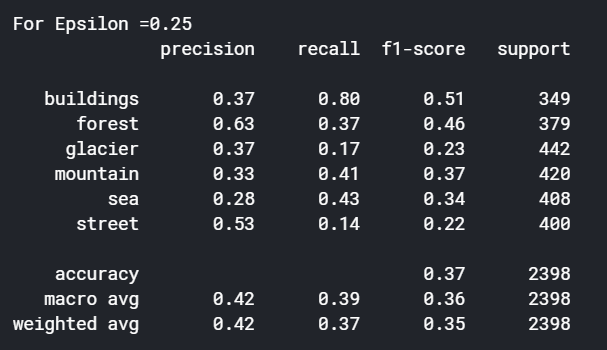 For Epsilon =0.25
precision recall f1-score support
buildings 0.37 0.80 0.51 349
forest 0.63 0.37 0.46 379
glacier 0.37 0.17 0.23 442
mountain 0.33 0.41 0.37 420
sea 0.28 0.43 0.34 408
street 0.53 0.14 0.22 400
accuracy 0.37 2398
macro avg 0.42 0.39 0.36 2398
weighted avg 0.42 0.37 0.35 2398